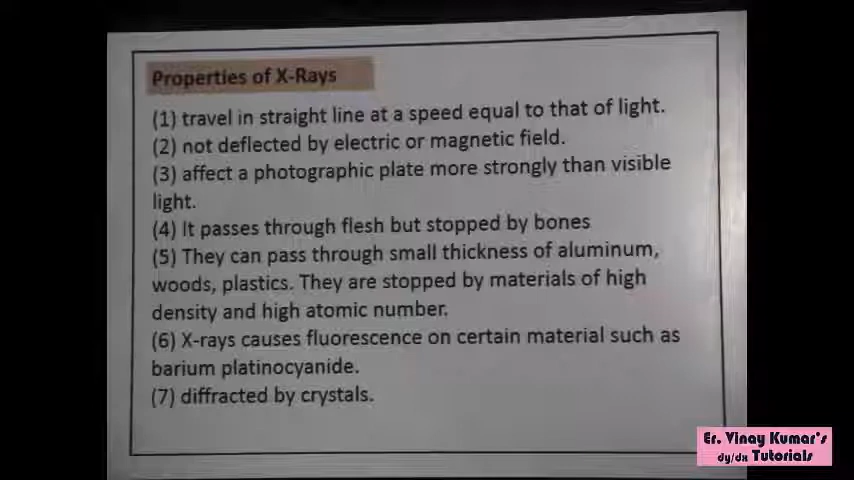 Properties of X-Rays
(1) travel in straight line at a speed equal to that of light.
(2) not deflected by electric or magnetic field.
(3) affect a photographic plate more strongly than visible
light.
(4) It passes through flesh but stopped by bones
(5) They can pass through small thickness of aluminum,
woods, plastics. They are stopped by materials of high
density and high atomic number.
(6) X-rays causes fluorescence on certain material such as
barium platinocyanide.
(7) diffracted by crystals.
Er. Vinay Kumar's
dy/dx Tutorials